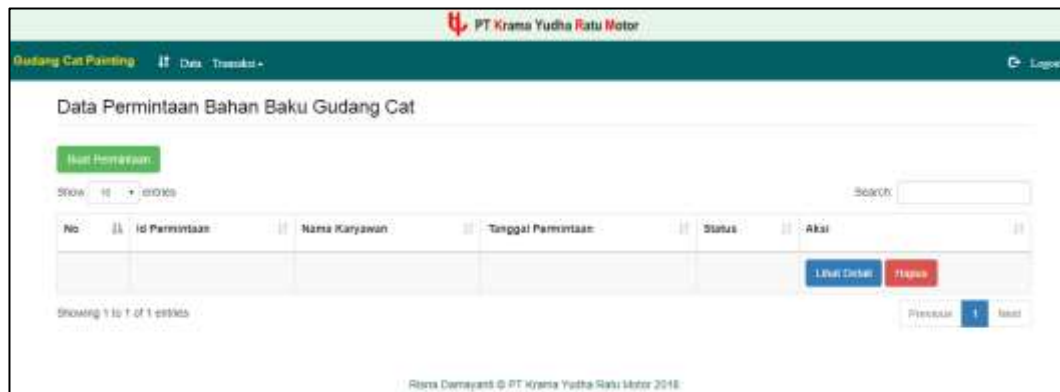 PT Krama Yudha Ratu Motor
Gudang Cat Painting Data Transaksi Logout
Data Permintaan Bahan Baku Gudang Cat
Buat Permintaan
Show 10 entries Search:
No Id Permintaan Nama Karyawan Tanggal Permintaan Status Aksi
Lihat Detail Hapus
Showing 1 to 1 of 1 entries Previous 1 Next
Risna Damayanti © PT Krama Yudha Ratu Motor 2018